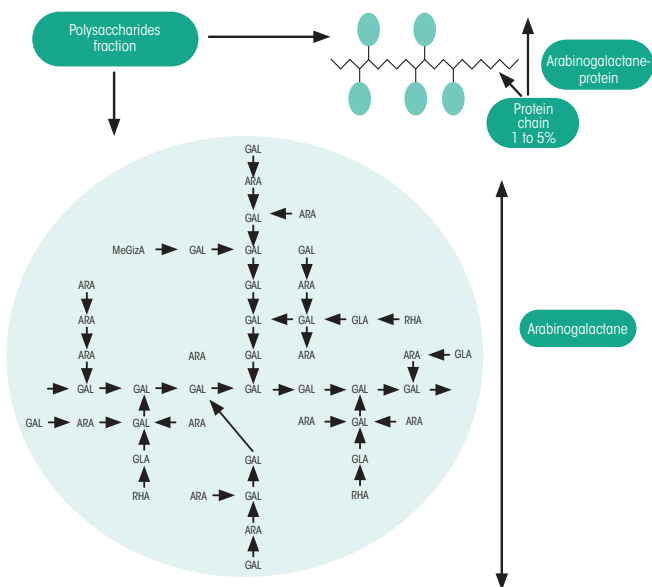 Polysaccharides
fraction
Arabinogalactane-
protein
Protein
chain
1 to 5%
GAL
ARA
GAL ARA
MeGizA GAL GAL GAL
ARA GAL ARA
ARA GAL GAL GLA RHA
ARA ARA GAL ARA ARA GLA
GAL GAL GAL GAL GAL GAL GAL
GAL ARA GAL ARA ARA GAL ARA
GLA GAL GLA
RHA ARA GAL RHA
ARA
GAL
Arabinogalactane